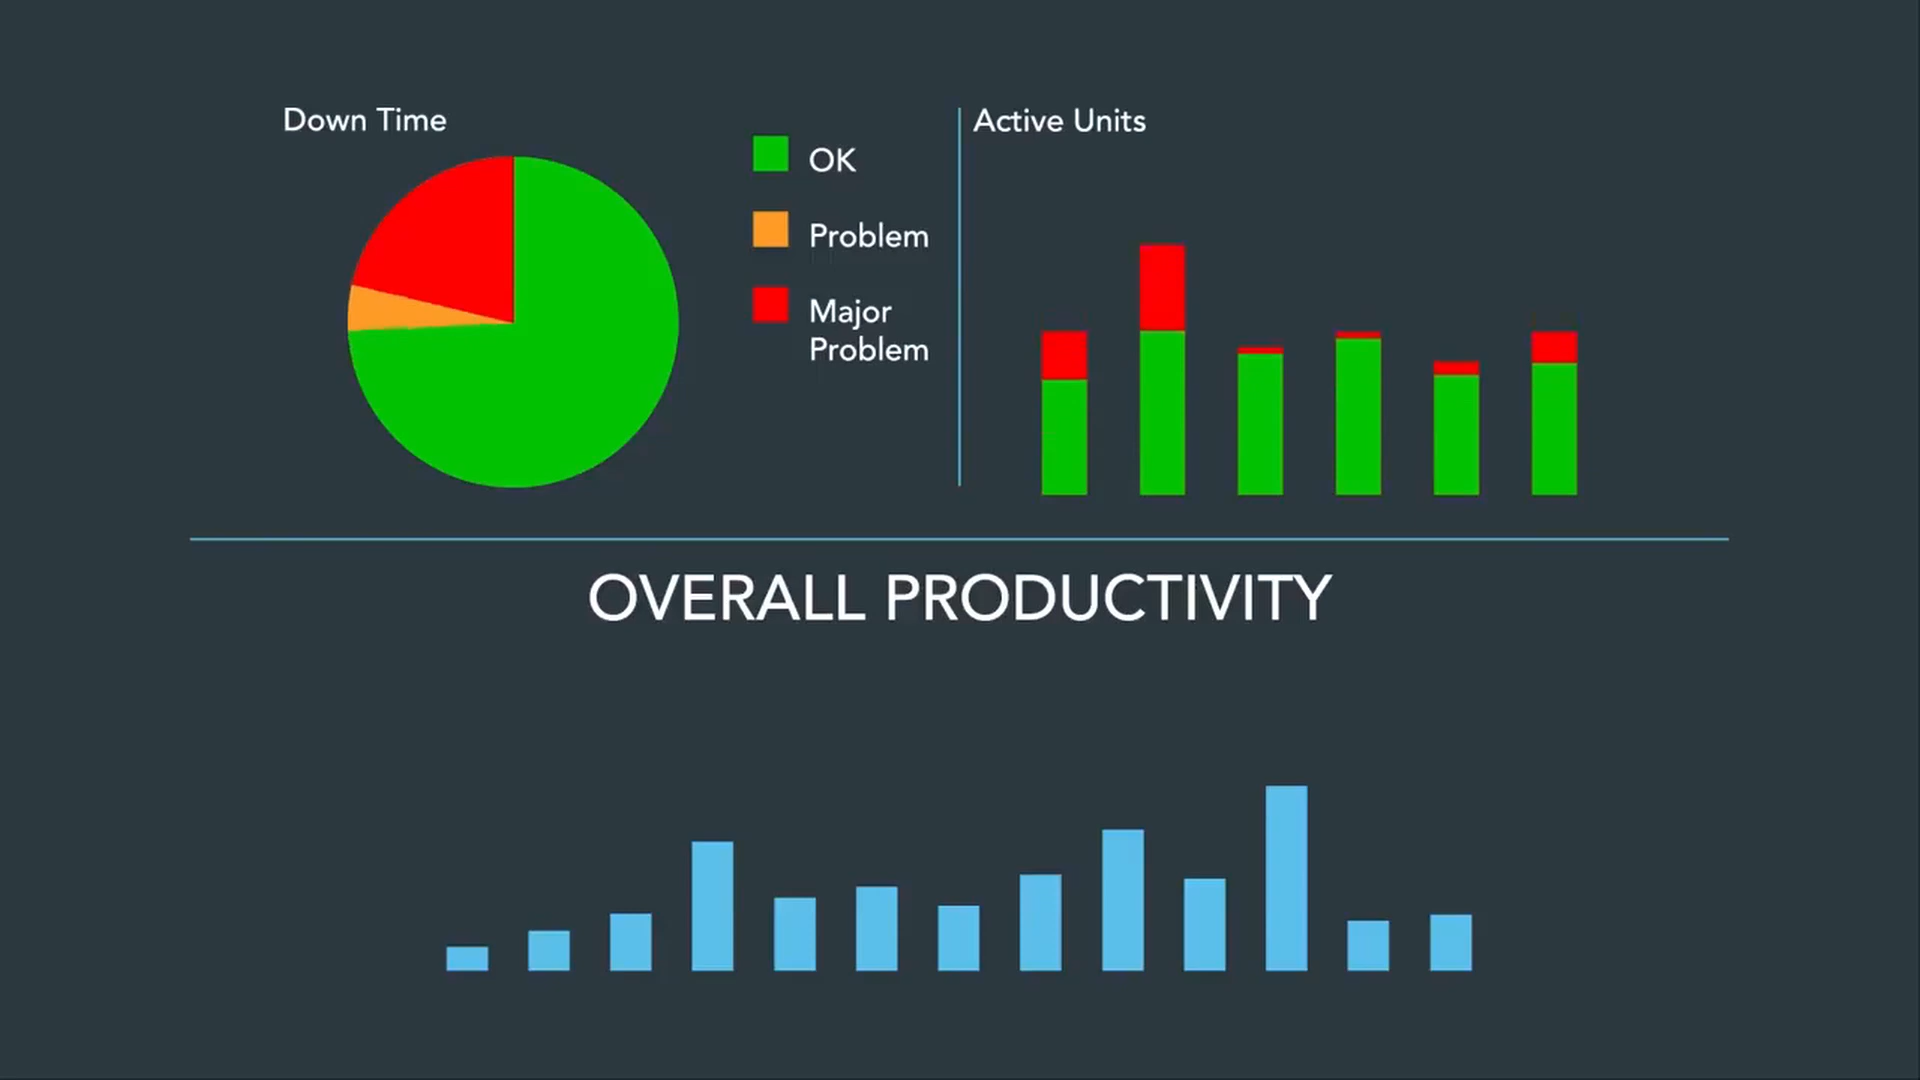 Down Time
OK
Problem
Major
Problem
Active Units
OVERALL PRODUCTIVITY